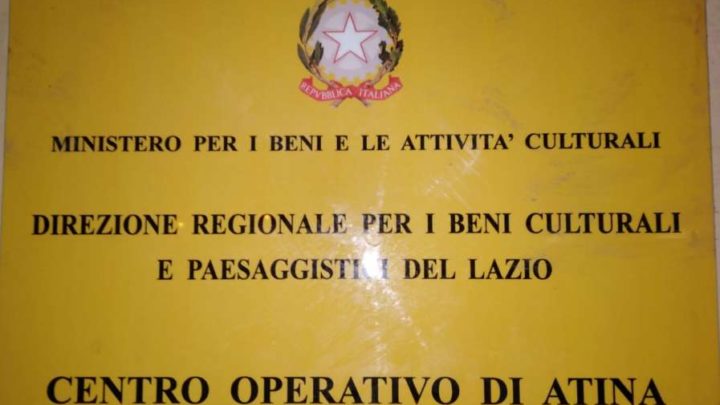 REPVBBLICA ITALIANA
MINISTERO PER I BENI E LE ATTIVITA' CULTURALI
DIREZIONE REGIONALE PER I BENI CULTURALI
E PAESAGGISTICI DEL LAZIO
CENTRO OPERATIVO DI ATINA